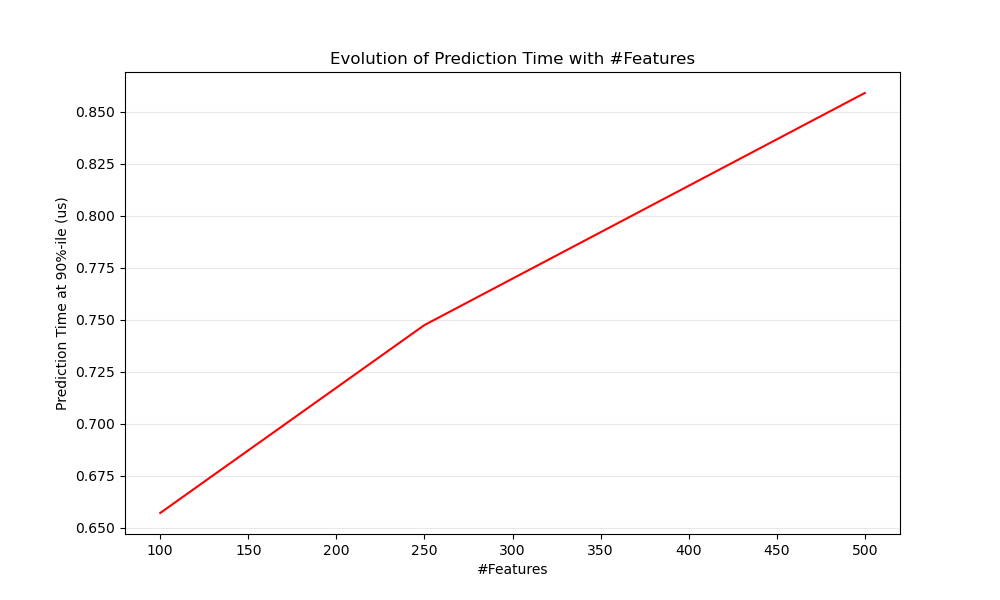 Evolution of Prediction Time with #Features
Prediction Time at 90%-ile (us)
0.850
0.825
0.800
0.775
0.750
0.725
0.700
0.675
0.650
100 150 200 250 300 350 400 450 500
#Features